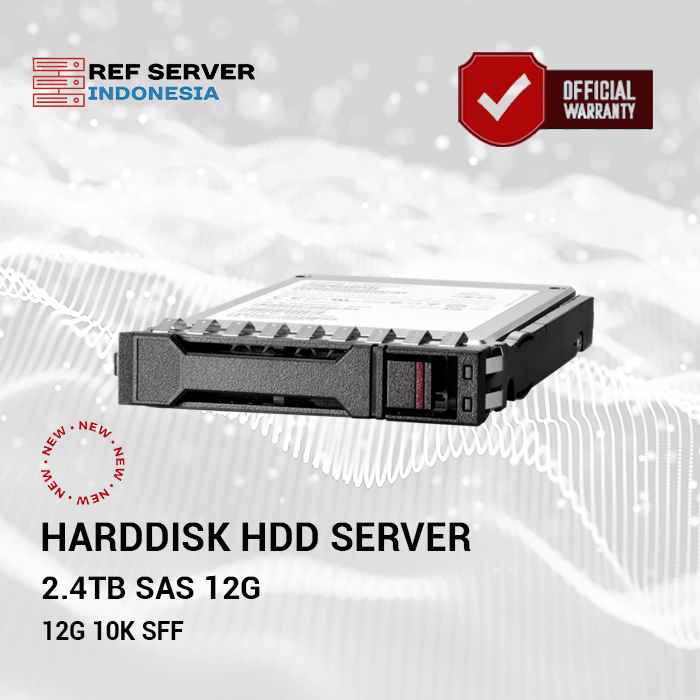 REF SERVER
INDONESIA
OFFICIAL
WARRANTY
NEW • NEW • NEW • NEW • NEW •
HARDDISK HDD SERVER
2.4TB SAS 12G
12G 10K SFF